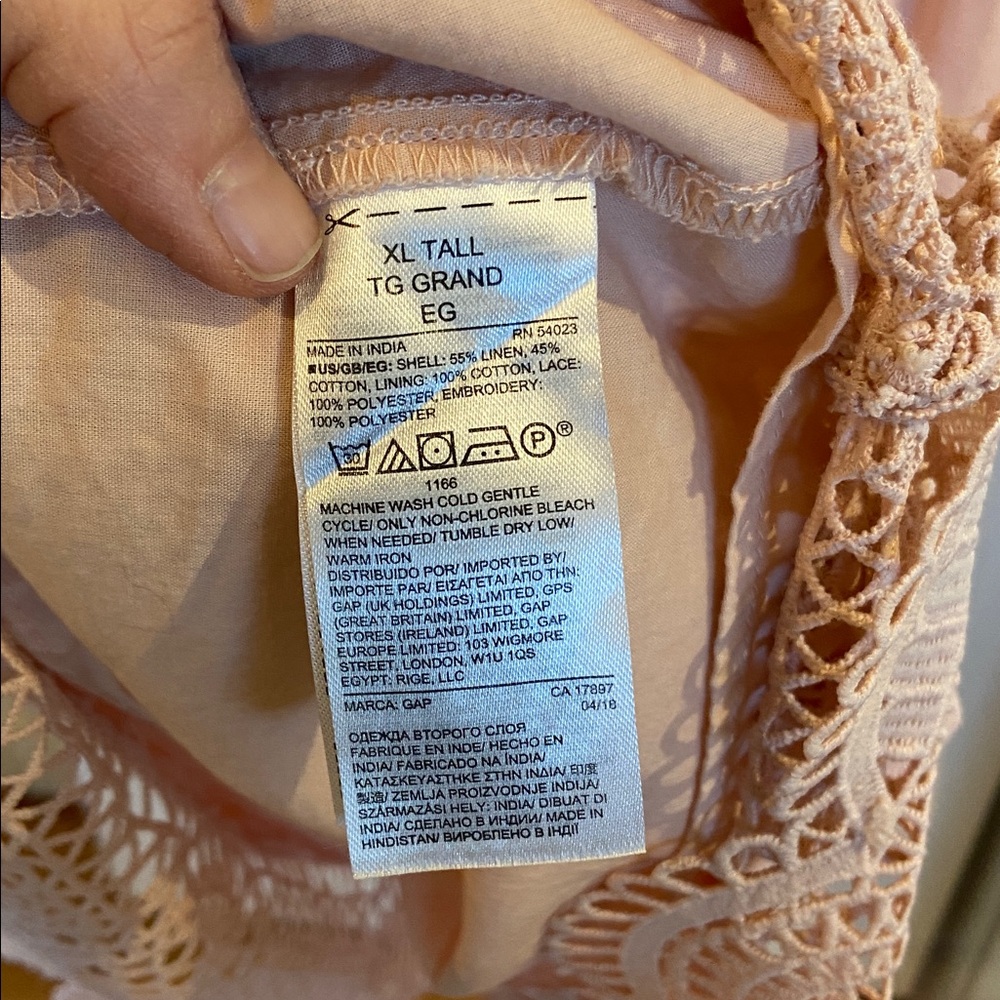 XL TALL
TG GRAND
EG
MADE IN INDIA RN 54023
US/GB/EG: SHELL: 55% LINEN, 45%
COTTON, LINING: 100% COTTON, LACE:
100% POLYESTER, EMBROIDERY:
100% POLYESTER
30 P®
1166
MACHINE WASH COLD GENTLE
CYCLE/ ONLY NON-CHLORINE BLEACH
WHEN NEEDED/ TUMBLE DRY LOW/
WARM IRON
DISTRIBUIDO POR/ IMPORTED BY/
IMPORTE PAR/ ΕΙΣΑΓΕΤΑΙ ΑΠΟ ΤΗΝ:
GAP (UK HOLDINGS) LIMITED, GPS
(GREAT BRITAIN) LIMITED, GAP
STORES (IRELAND) LIMITED, GAP
EUROPE LIMITED: 103 WIGMORE
STREET, LONDON, W1U 1QS
EGYPT: RIGE, LLC
MARCA: GAP CA 17897
04/18
ОДЕЖДА ВТОРОГО СЛОЯ
FABRIQUE EN INDE/ HECHO EN
INDIA/ FABRICADO NA ÍNDIA/
ΚΑΤΑΣΚΕΥΑΣΤΗΚΕ ΣΤΗΝ ΙΝΔΙΑ/ 印度
製造/ ZEMLJA PROIZVODNJE INDIJA/
SZÁRMAZÁSI HELY: INDIA/ DIBUAT DI
INDIA/ СДЕЛАНО В ИНДИИ/ MADE IN
HINDISTAN/ ВИРОБЛЕНО В ІНДІЇ